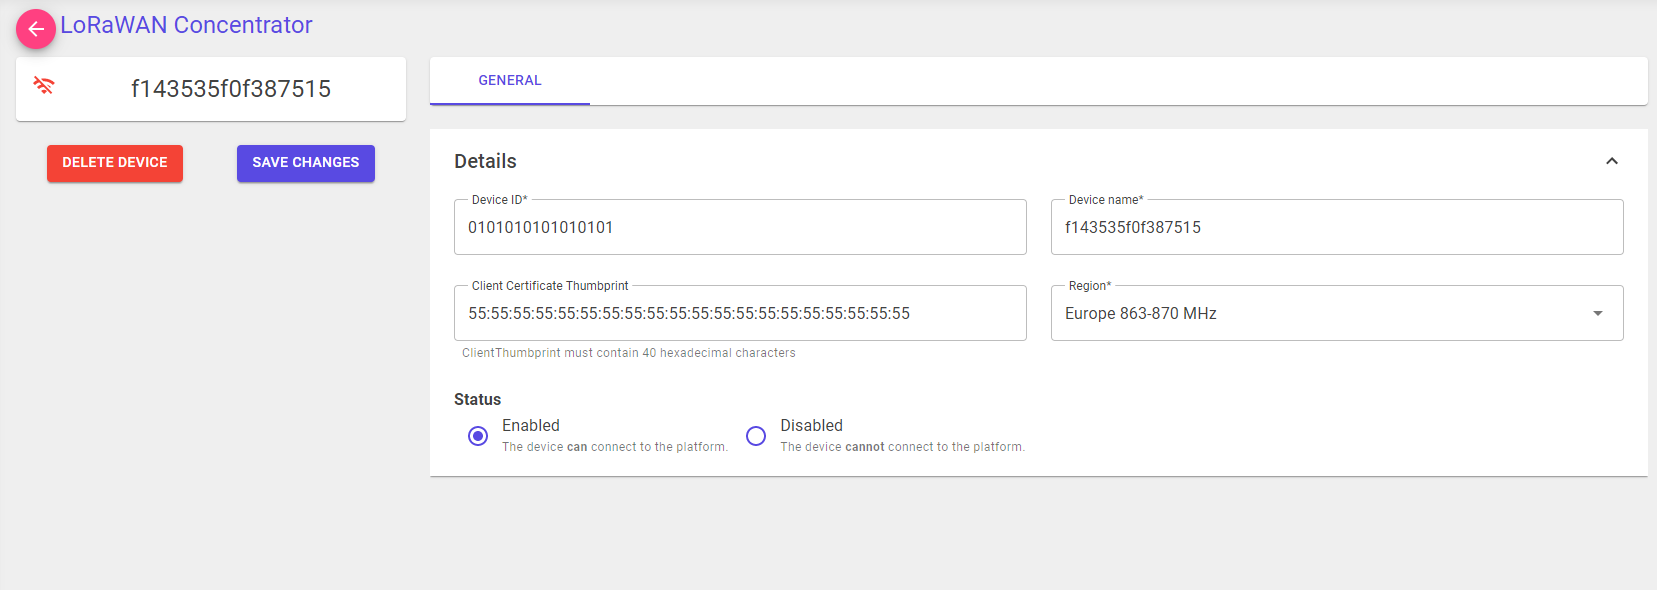 LoRaWAN Concentrator
f143535f0f387515
DELETE DEVICE
SAVE CHANGES
GENERAL
Details
Device ID*
0101010101010101
Device name*
f143535f0f387515
Client Certificate Thumbprint
55:55:55:55:55:55:55:55:55:55:55:55:55:55:55:55:55:55:55:55
ClientThumbprint must contain 40 hexadecimal characters
Region*
Europe 863-870 MHz
Status
Enabled
The device can connect to the platform.
Disabled
The device cannot connect to the platform.